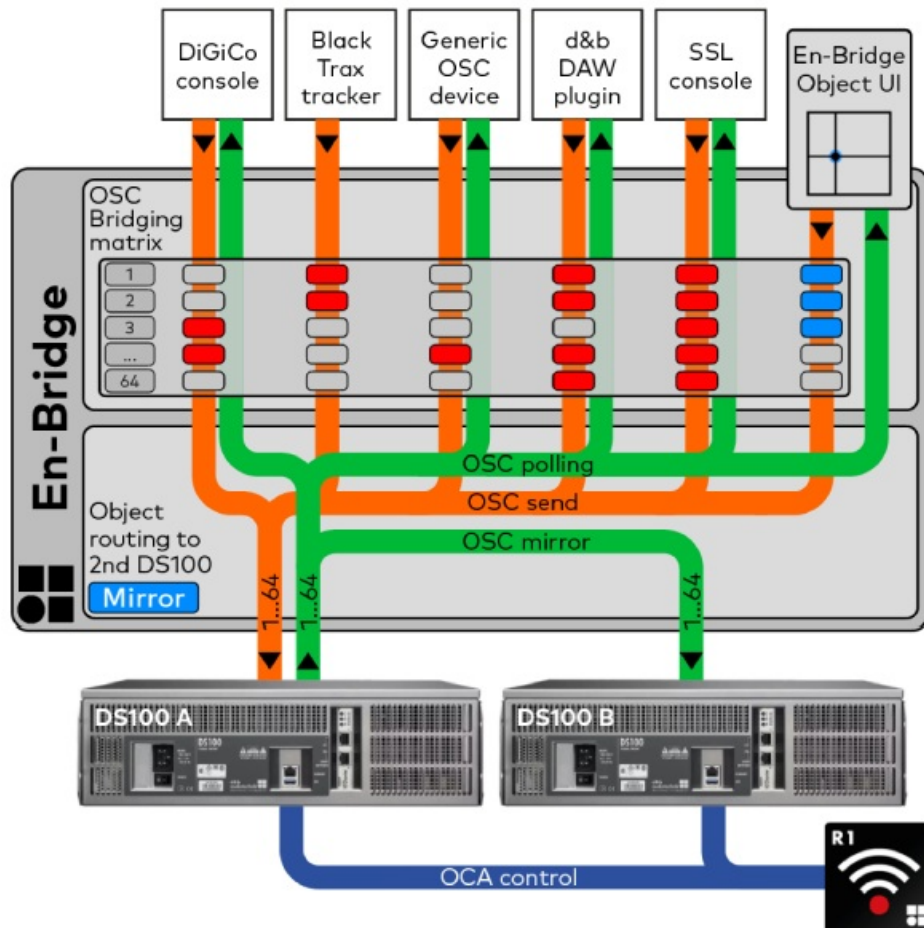 DiGiCo
console
Black
Trax
tracker
Generic
OSC
device
d&b
DAW
plugin
SSL
console
En-Bridge
Object UI
En-Bridge
OSC
Bridging
matrix
1
2
3
...
64
OSC polling
OSC send
OSC mirror
Object
routing to
2nd DS100
Mirror
1...64
1...64
1...64
DS100 A
DS100
DS100 B
DS100
R1
OCA control